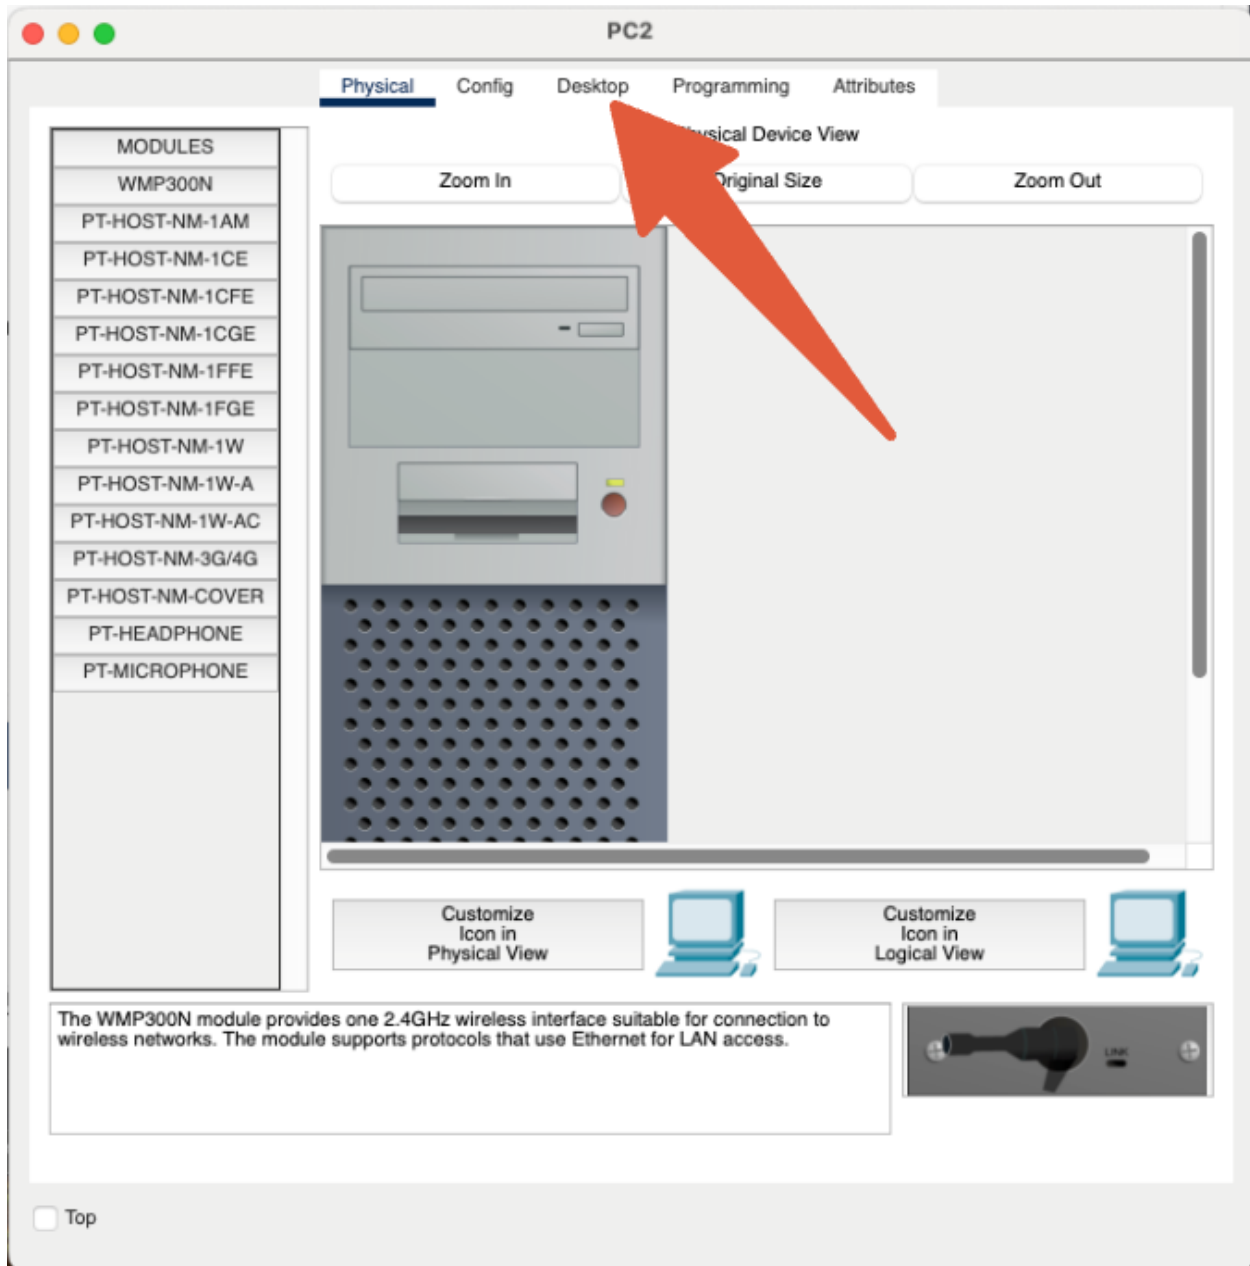 PC2
Physical Config Desktop Programming Attributes
MODULES
WMP300N
PT-HOST-NM-1AM
PT-HOST-NM-1CE
PT-HOST-NM-1CFE
PT-HOST-NM-1CGE
PT-HOST-NM-1FFE
PT-HOST-NM-1FGE
PT-HOST-NM-1W
PT-HOST-NM-1W-A
PT-HOST-NM-1W-AC
PT-HOST-NM-3G/4G
PT-HOST-NM-COVER
PT-HEADPHONE
PT-MICROPHONE
Physical Device View
Zoom In Original Size Zoom Out
Customize
Icon in
Physical View
Customize
Icon in
Logical View
The WMP300N module provides one 2.4GHz wireless interface suitable for connection to
wireless networks. The module supports protocols that use Ethernet for LAN access.
LINK
Top